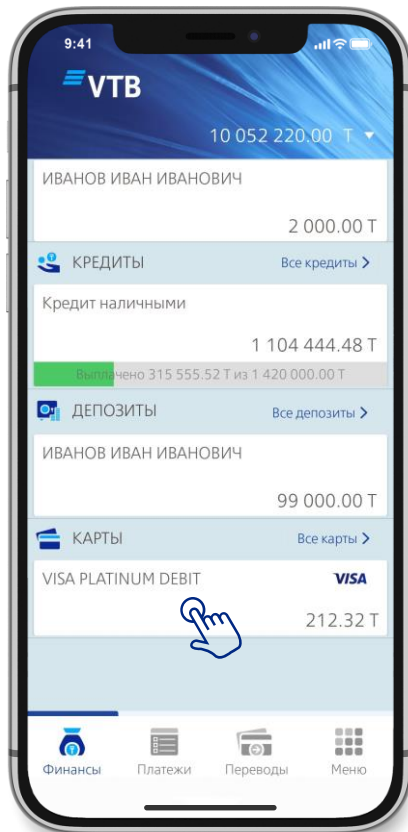 9:41
VTB
10 052 220.00 T
ИВАНОВ ИВАН ИВАНОВИЧ
2 000.00 T
КРЕДИТЫ Все кредиты >
Кредит наличными
1 104 444.48 T
Выплачено 315 555.52 T из 1 420 000.00 T
ДЕПОЗИТЫ Все депозиты >
ИВАНОВ ИВАН ИВАНОВИЧ
99 000.00 T
КАРТЫ Все карты >
VISA PLATINUM DEBIT VISA
212.32 T
Финансы Платежи Переводы Меню